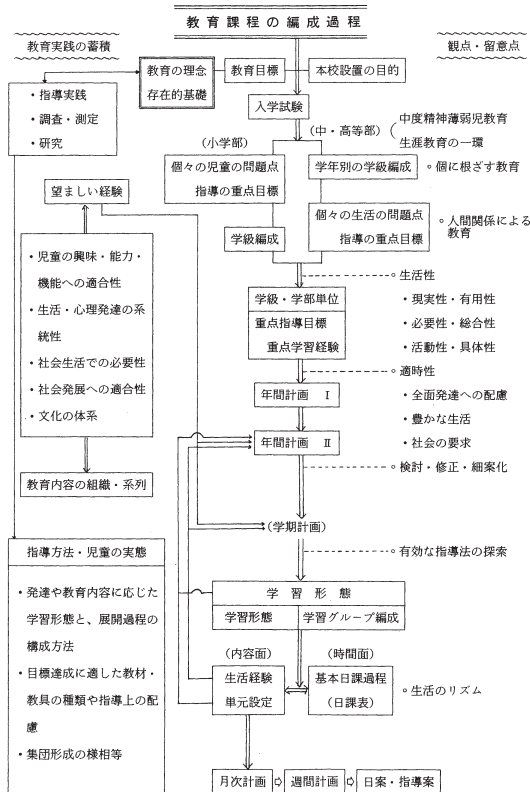 教育課程の編成過程
教育実践の蓄積
観点・留意点
・指導実践
・調査・測定
・研究
教育の理念
存在的基礎
教育目標
本校設置の目的
入学試験
(小学部)
(中・高等部)
中度精神薄弱児教育
生涯教育の一環
個々の児童の問題点
指導の重点目標
学年別の学級編成
○個に根ざす教育
学級編成
個々の生活の問題点
指導の重点目標
○人間関係による
教育
望ましい経験
・児童の興味・能力・
機能への適合性
・生活・心理発達の系
統性
・社会生活での必要性
・社会発展への適合性
・文化の体系
教育内容の組織・系列
学級・学部単位
重点指導目標
重点学習経験
○生活性
・現実性・有用性
・必要性・総合性
・活動性・具体性
○適時性
・全面発達への配慮
・豊かな生活
・社会の要求
年間計画 Ⅰ
年間計画 Ⅱ
○検討・修正・細案化
(学期計画)
○有効な指導法の探索
指導方法・児童の実態
・発達や教育内容に応じた
学習形態と、展開過程の
構成方法
・目標達成に適した教材・
教具の種類や指導上の配
慮
・集団形成の様相等
学習形態
学習形態
学習グループ編成
(内容面)
(時間面)
生活経験
単元設定
基本日課過程
(日課表)
○生活のリズム
月次計画
週間計画
日案・指導案